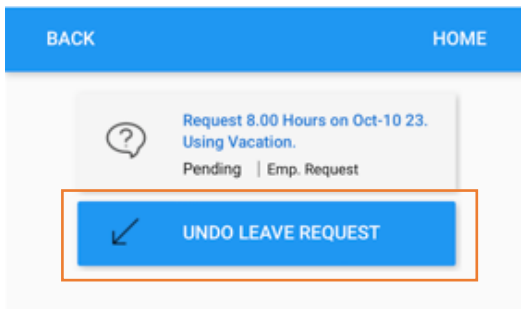 BACK HOME
Request 8.00 Hours on Oct-10 23.
Using Vacation.
Pending | Emp. Request
UNDO LEAVE REQUEST